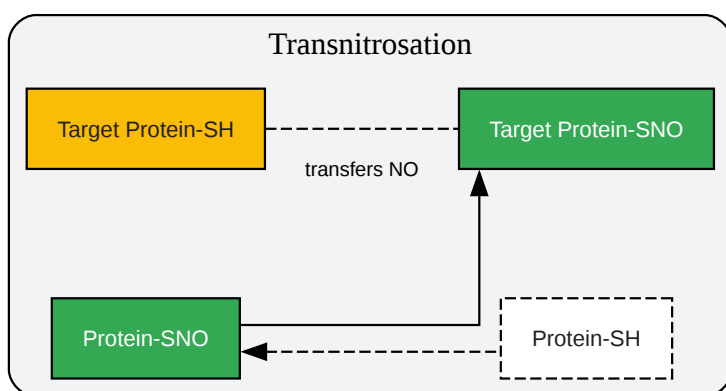 Transnitrosation
Target Protein-SH
Target Protein-SNO
transfers NO
Protein-SNO
Protein-SH